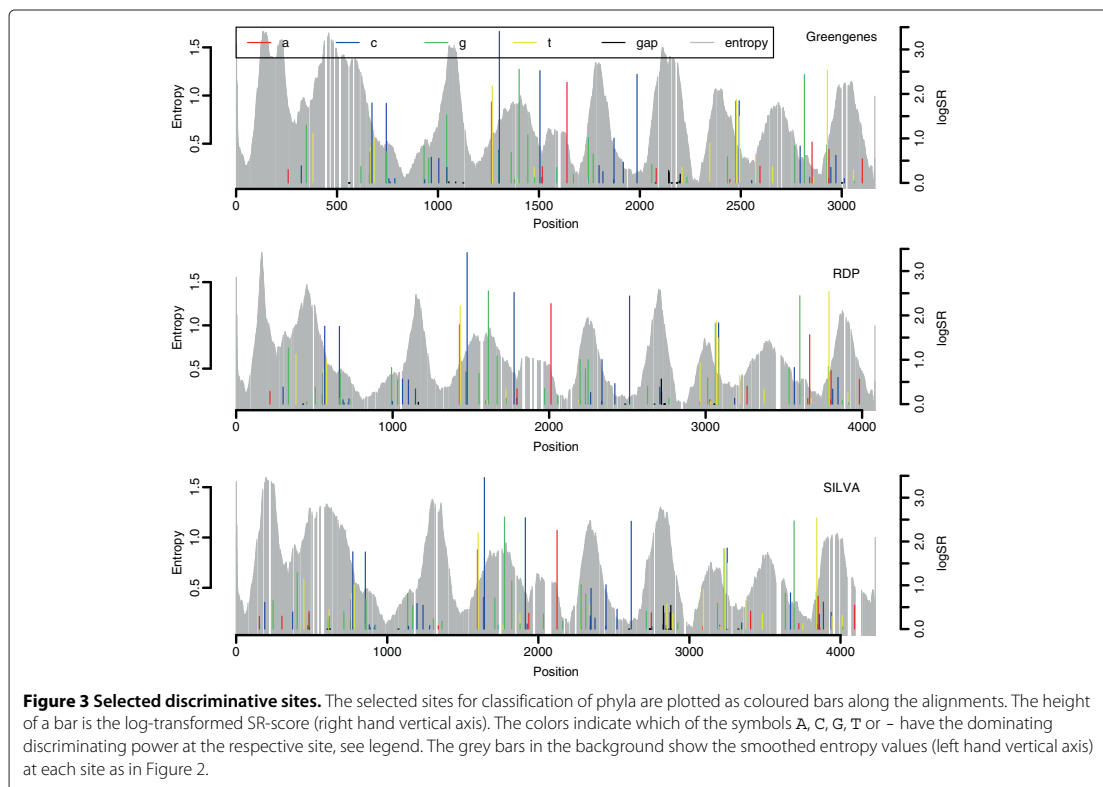 a c g t gap entropy
Greengenes
Entropy
0.5 1.0 1.5
logSR
0.0 1.0 2.0 3.0
0 500 1000 1500 2000 2500 3000
Position
RDP
Entropy
0.5 1.0 1.5
logSR
0.0 1.0 2.0 3.0
0 1000 2000 3000 4000
Position
SILVA
Entropy
0.5 1.0 1.5
logSR
0.0 1.0 2.0 3.0
0 1000 2000 3000 4000
Position
Figure 3 Selected discriminative sites. The selected sites for classification of phyla are plotted as coloured bars along the alignments. The height
of a bar is the log-transformed SR-score (right hand vertical axis). The colors indicate which of the symbols A, C, G, T or – have the dominating
discriminating power at the respective site, see legend. The grey bars in the background show the smoothed entropy values (left hand vertical axis)
at each site as in Figure 2.